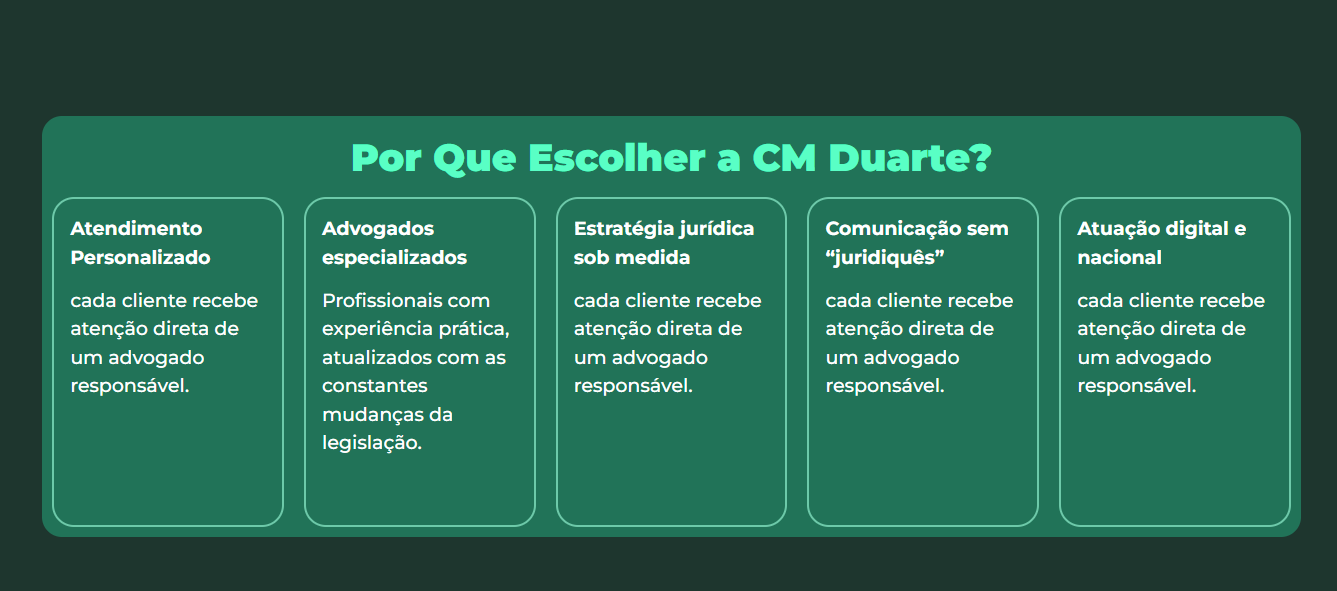 Por Que Escolher a CM Duarte?
Atendimento
Personalizado
cada cliente recebe
atenção direta de
um advogado
responsável.
Advogados
especializados
Profissionais com
experiência prática,
atualizados com as
constantes
mudanças da
legislação.
Estratégia jurídica
sob medida
cada cliente recebe
atenção direta de
um advogado
responsável.
Comunicação sem
“juridiquês”
cada cliente recebe
atenção direta de
um advogado
responsável.
Atuação digital e
nacional
cada cliente recebe
atenção direta de
um advogado
responsável.